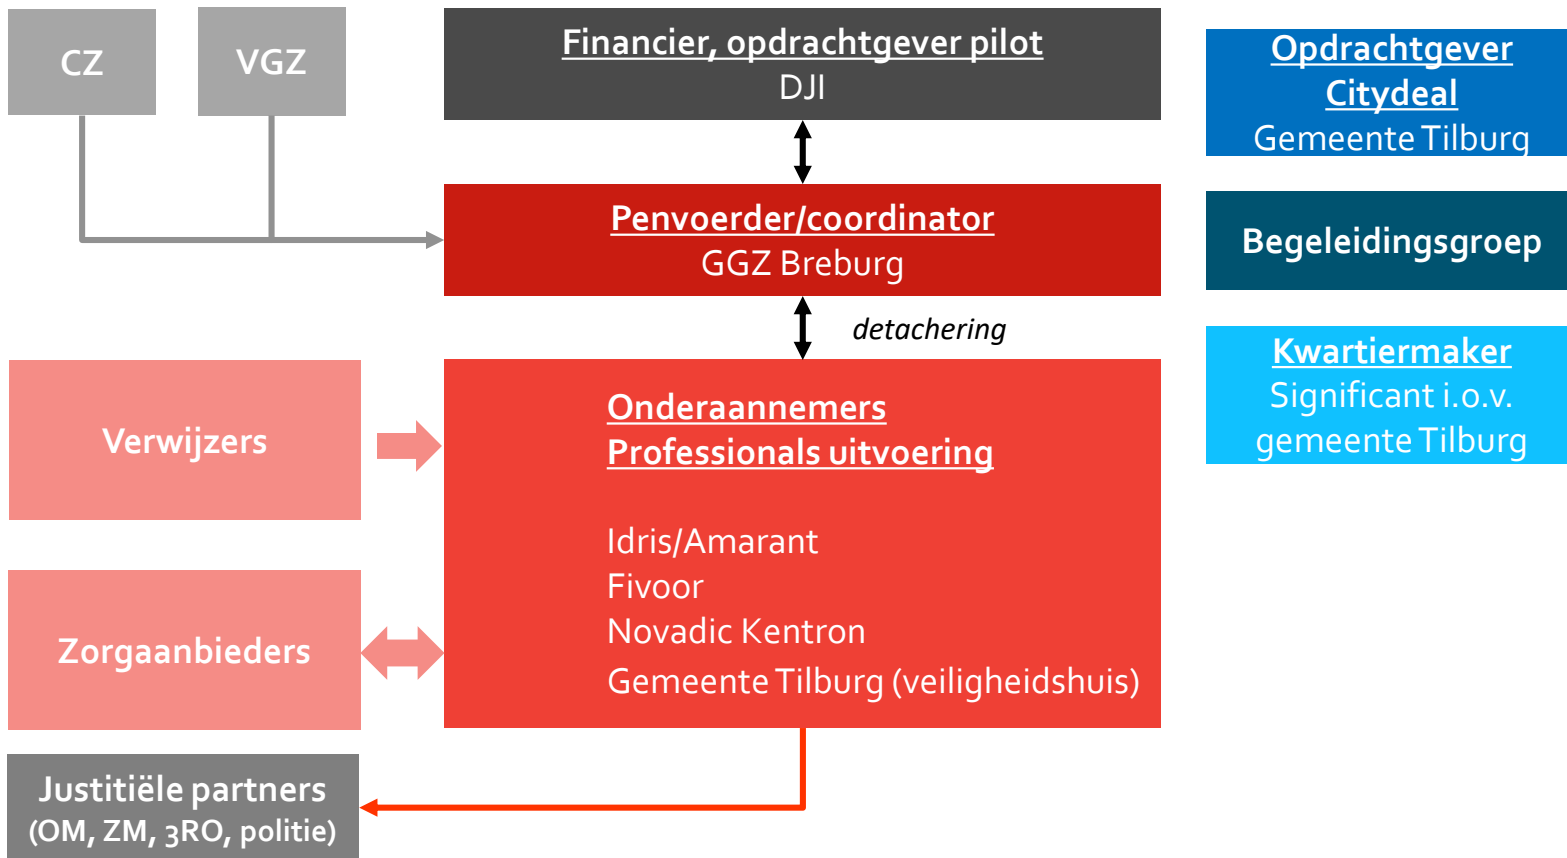 CZ
VGZ
Financier, opdrachtgever pilot
DJI
Opdrachtgever
Citydeal
Gemeente Tilburg
Penvoerder/coordinator
GGZ Breburg
Begeleidingsgroep
detachering
Kwartiermaker
Significant i.o.v.
gemeente Tilburg
Verwijzers
Onderaannemers
Professionals uitvoering
Idris/Amarant
Fivoor
Novadic Kentron
Gemeente Tilburg (veiligheidshuis)
Zorgaanbieders
Justitiële partners
(OM, ZM, 3RO, politie)